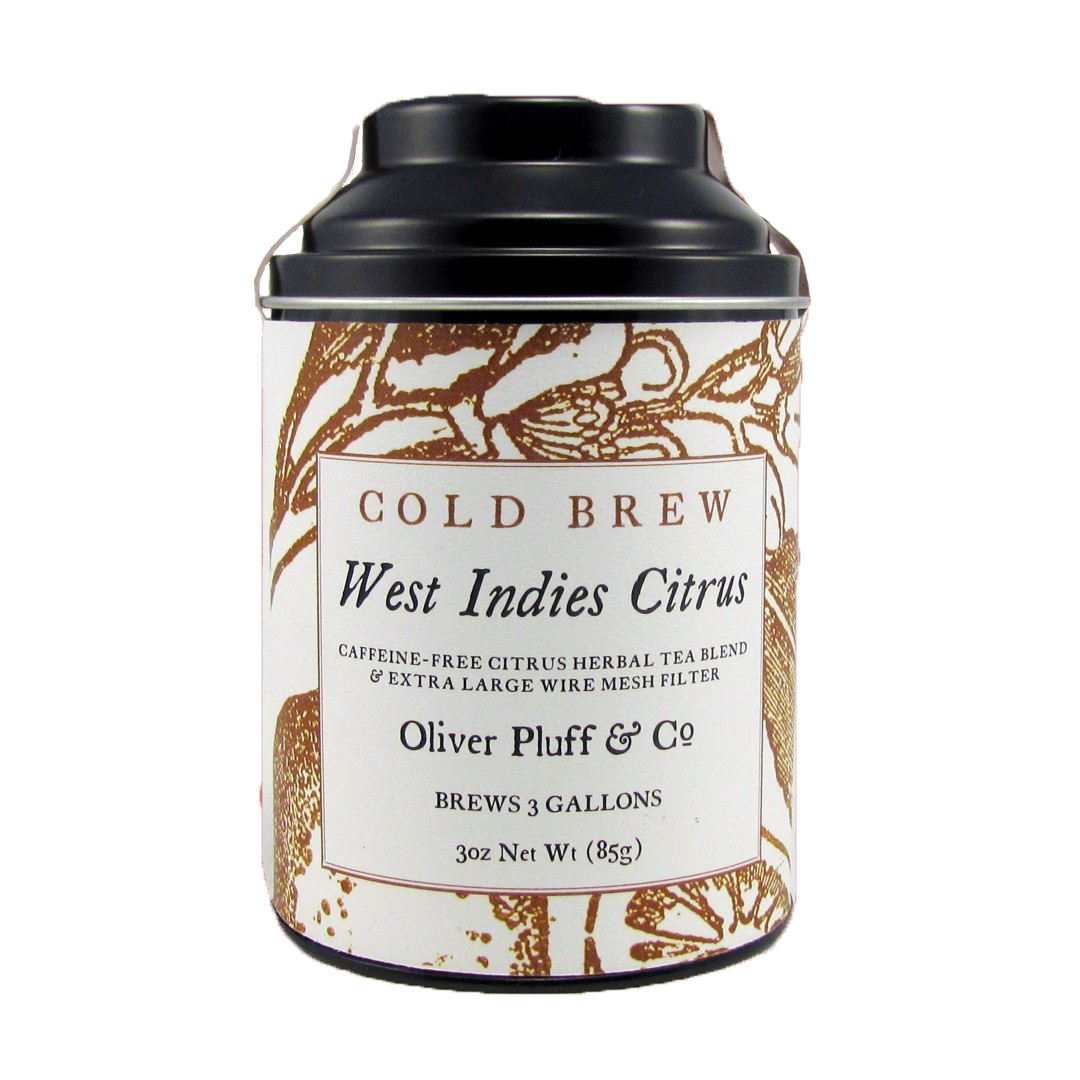 COLD BREW
West Indies Citrus
CAFFEINE-FREE CITRUS HERBAL TEA BLEND
& EXTRA LARGE WIRE MESH FILTER
Oliver Pluff & Cº
BREWS 3 GALLONS
3oz Net Wt (85g)